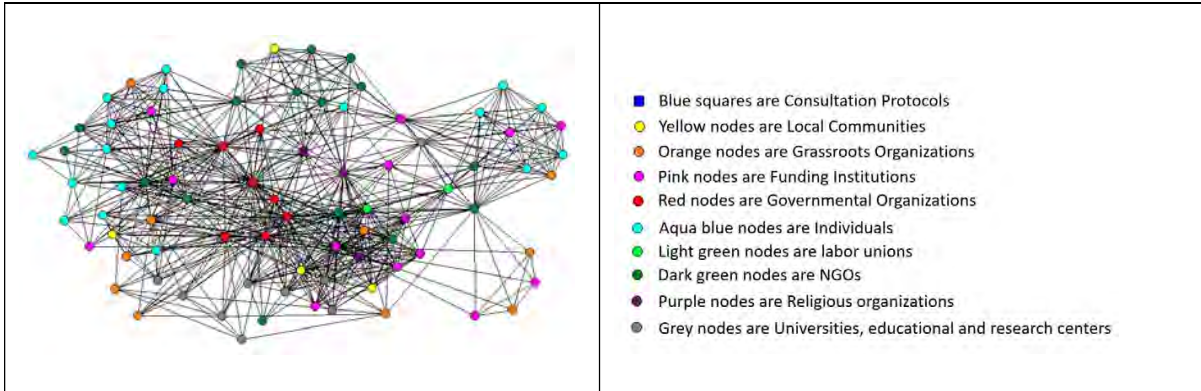 Blue squares are Consultation Protocols
Yellow nodes are Local Communities
Orange nodes are Grassroots Organizations
Pink nodes are Funding Institutions
Red nodes are Governmental Organizations
Aqua blue nodes are Individuals
Light green nodes are labor unions
Dark green nodes are NGOs
Purple nodes are Religious organizations
Grey nodes are Universities, educational and research centers